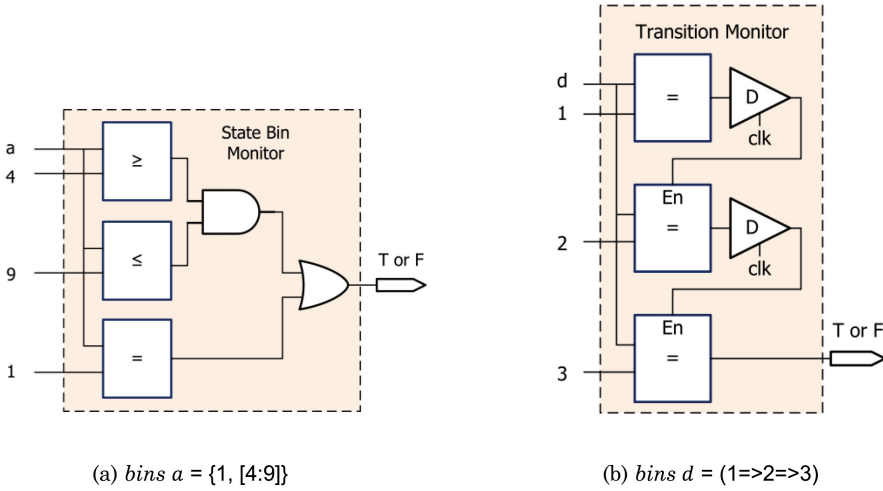 State Bin
Monitor
a
4
≥
9
≤
T or F
1
=
(a) bins a = {1, [4:9]}
Transition Monitor
d
1
=
D
clk
En
2
=
D
clk
En
3
=
T or F
(b) bins d = (1=>2=>3)